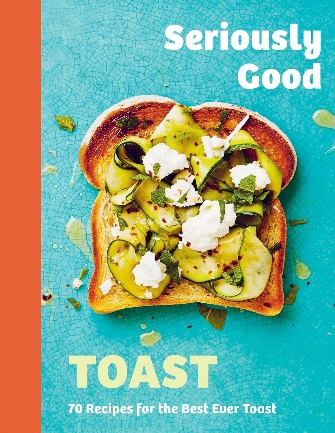 Seriously
Good
TOAST
70 Recipes for the Best Ever Toast